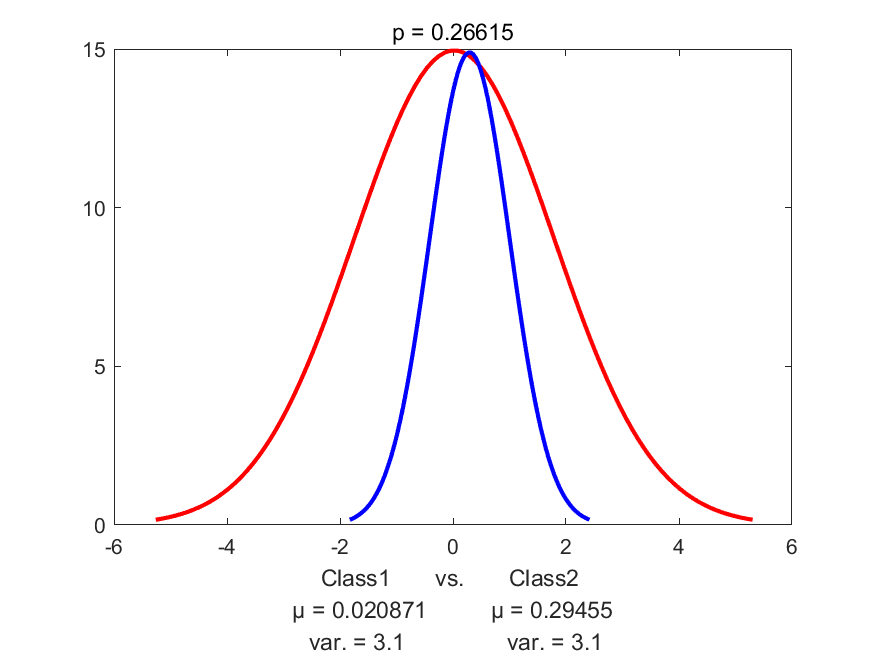 p = 0.26615
15
10
5
0
-6 -4 -2 0 2 4 6
Class1 vs. Class2
μ = 0.020871 μ = 0.29455
var. = 3.1 var. = 3.1